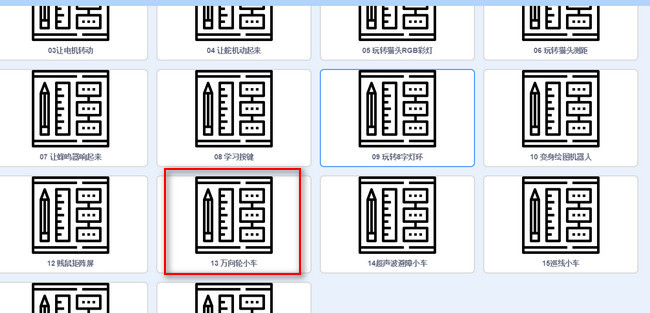 03让电机转动
04 让舵机动起来
05 玩转猫头RGB彩灯
06 玩转猫头测距
07 让蜂鸣器响起来
08 学习按键
09 玩转8字灯环
10 变身绘图机器人
12 贱鼠矩阵屏
13 万向轮小车
14超声波避障小车
15巡线小车